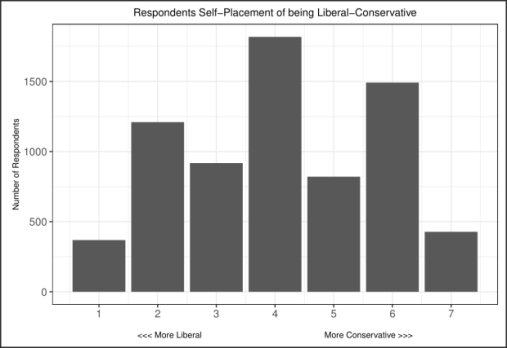 Respondents Self−Placement of being Liberal−Conservative
Number of Respondents
1500
1000
500
0
1 2 3 4 5 6 7
<<< More Liberal More Conservative >>>